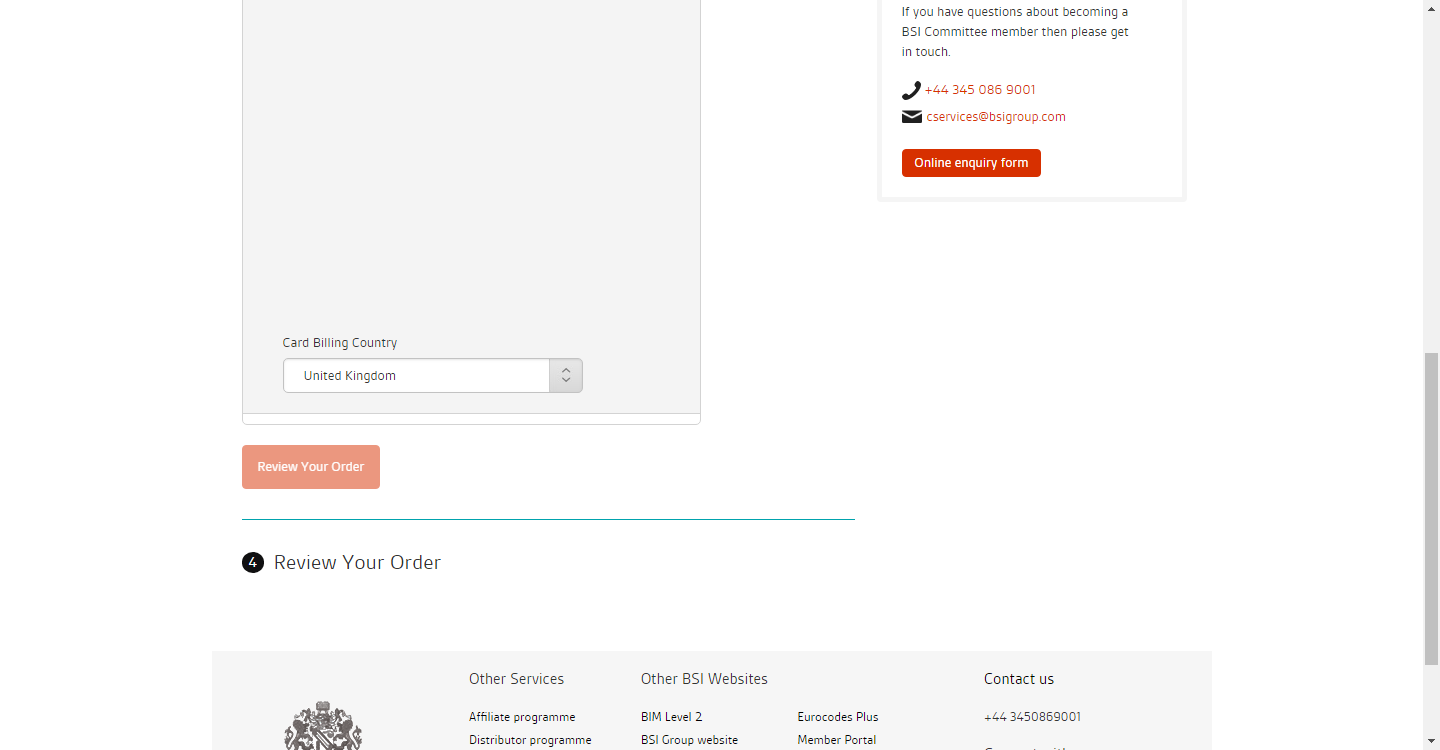 If you have questions about becoming a
BSI Committee member then please get
in touch.
+44 345 086 9001
cservices@bsigroup.com
Online enquiry form
Card Billing Country
United Kingdom
Review Your Order
4 Review Your Order
Other Services
Affiliate programme
Distributor programme
Other BSI Websites
BIM Level 2
BSI Group website
Eurocodes Plus
Member Portal
Contact us
+44 3450869001